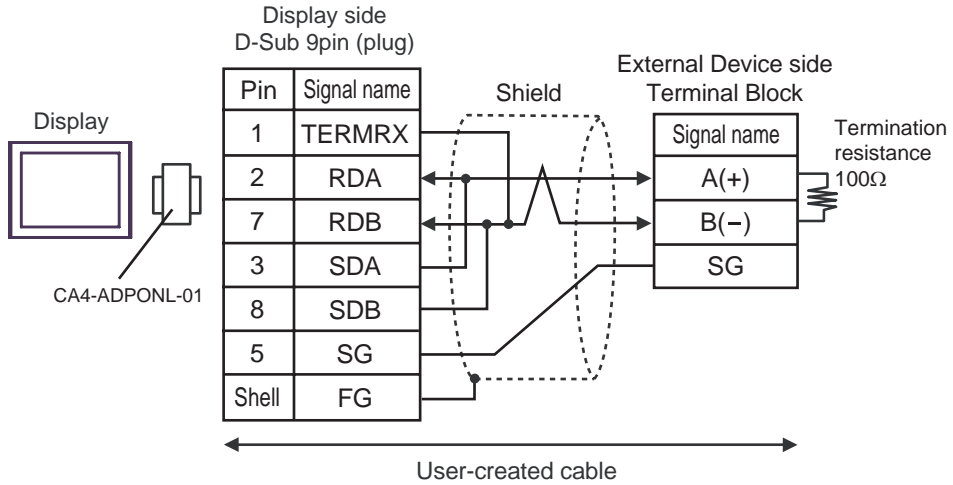 Display side
D-Sub 9pin (plug)
External Device side
Terminal Block
Display
CA4-ADPONL-01
Shield
Pin Signal name
1 TERMRX
2 RDA
7 RDB
3 SDA
8 SDB
5 SG
Shell FG
Signal name
A(+)
B(−)
SG
Termination
resistance
100Ω
User-created cable